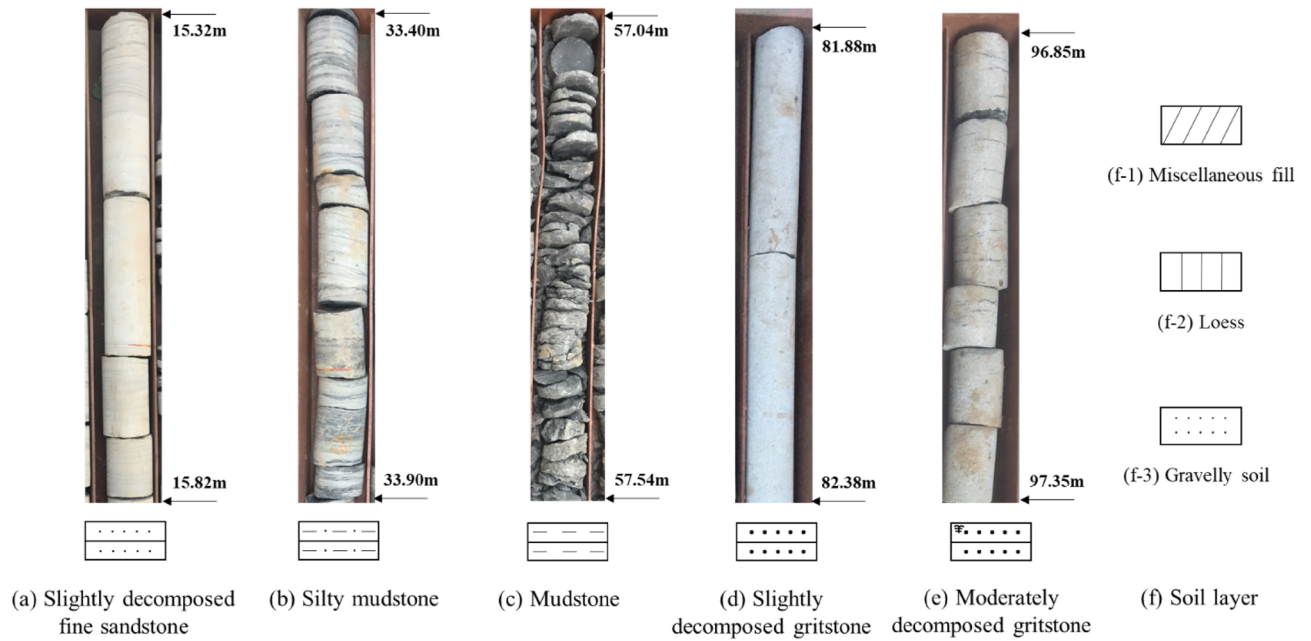 15.32m
33.40m
57.04m
81.88m
96.85m
(f-1) Miscellaneous fill
(f-2) Loess
(f-3) Gravelly soil
15.82m
33.90m
57.54m
82.38m
97.35m
(a) Slightly decomposed
fine sandstone
(b) Silty mudstone
(c) Mudstone
(d) Slightly
decomposed gritstone
(e) Moderately
decomposed gritstone
(f) Soil layer